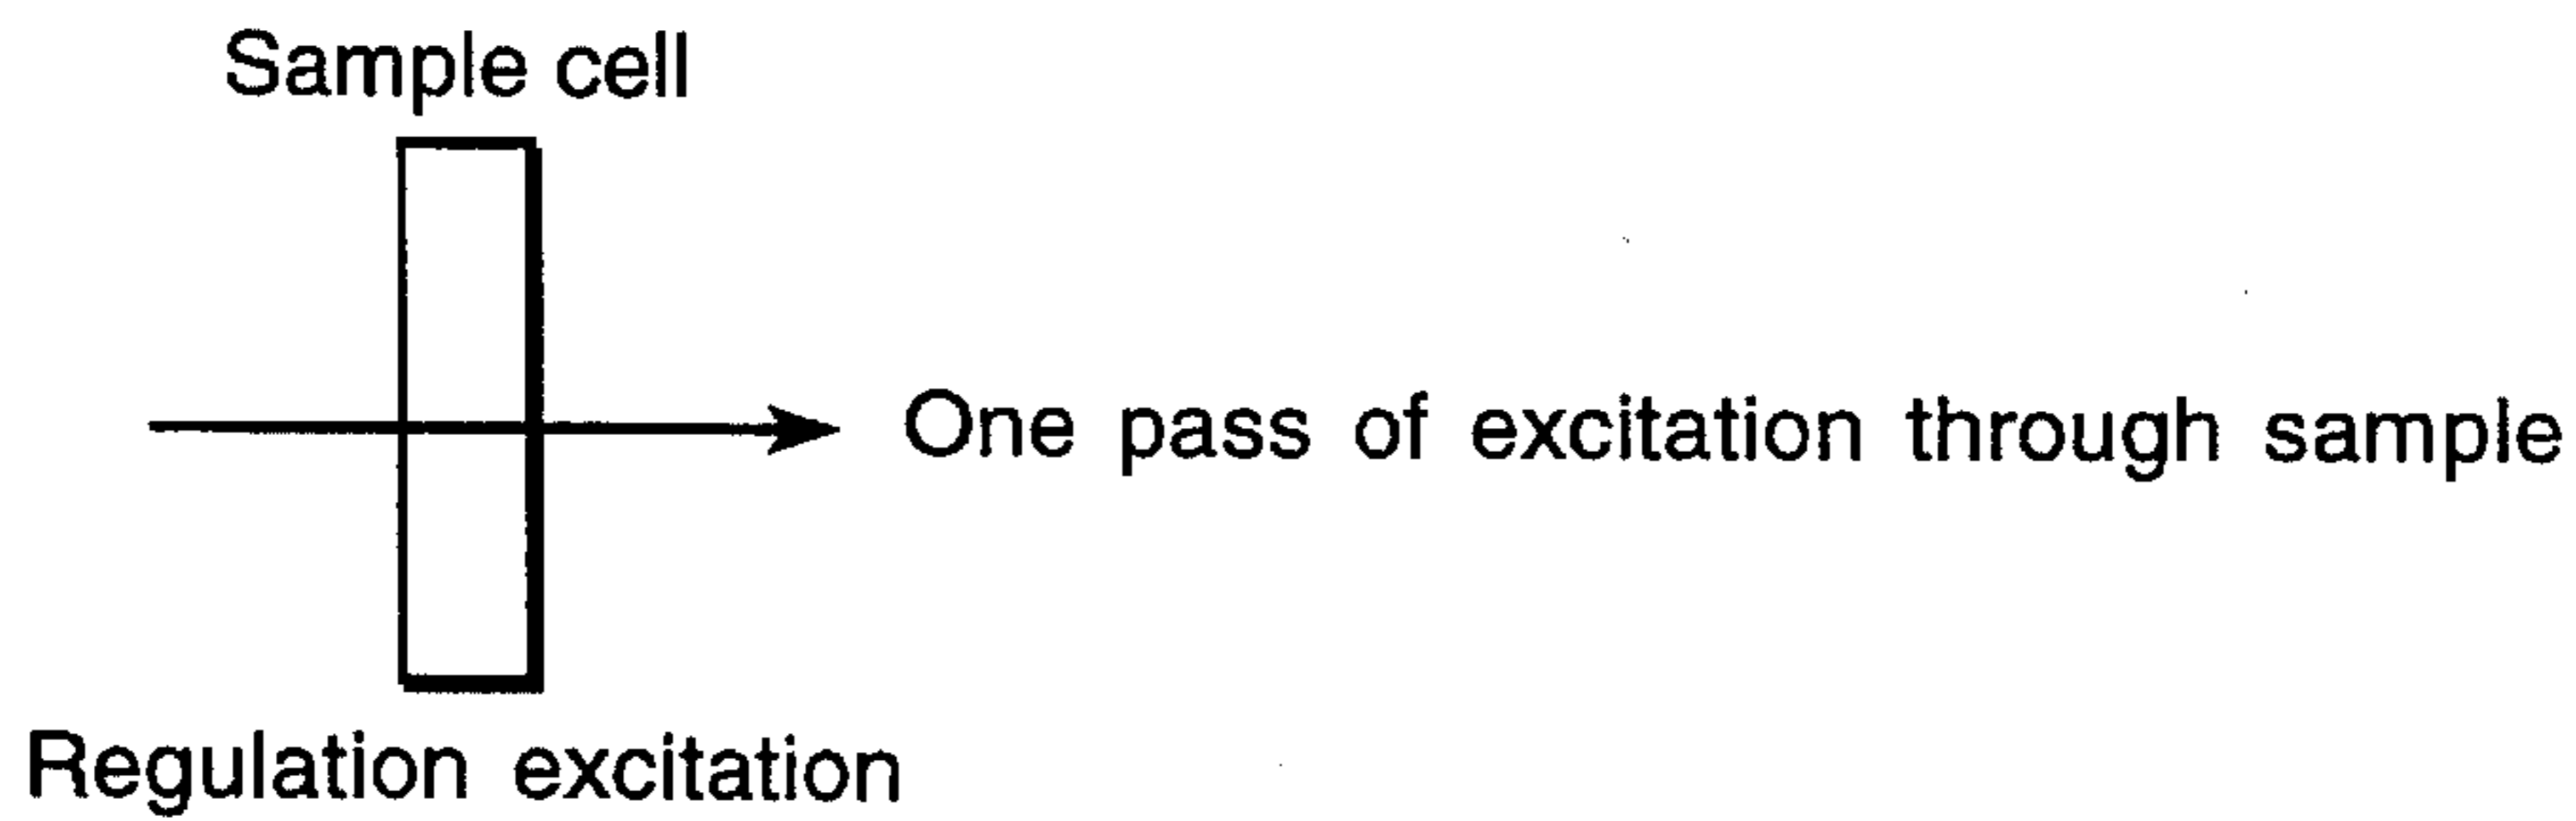 Sample cell
One pass of excitation through sample
Regulation excitation